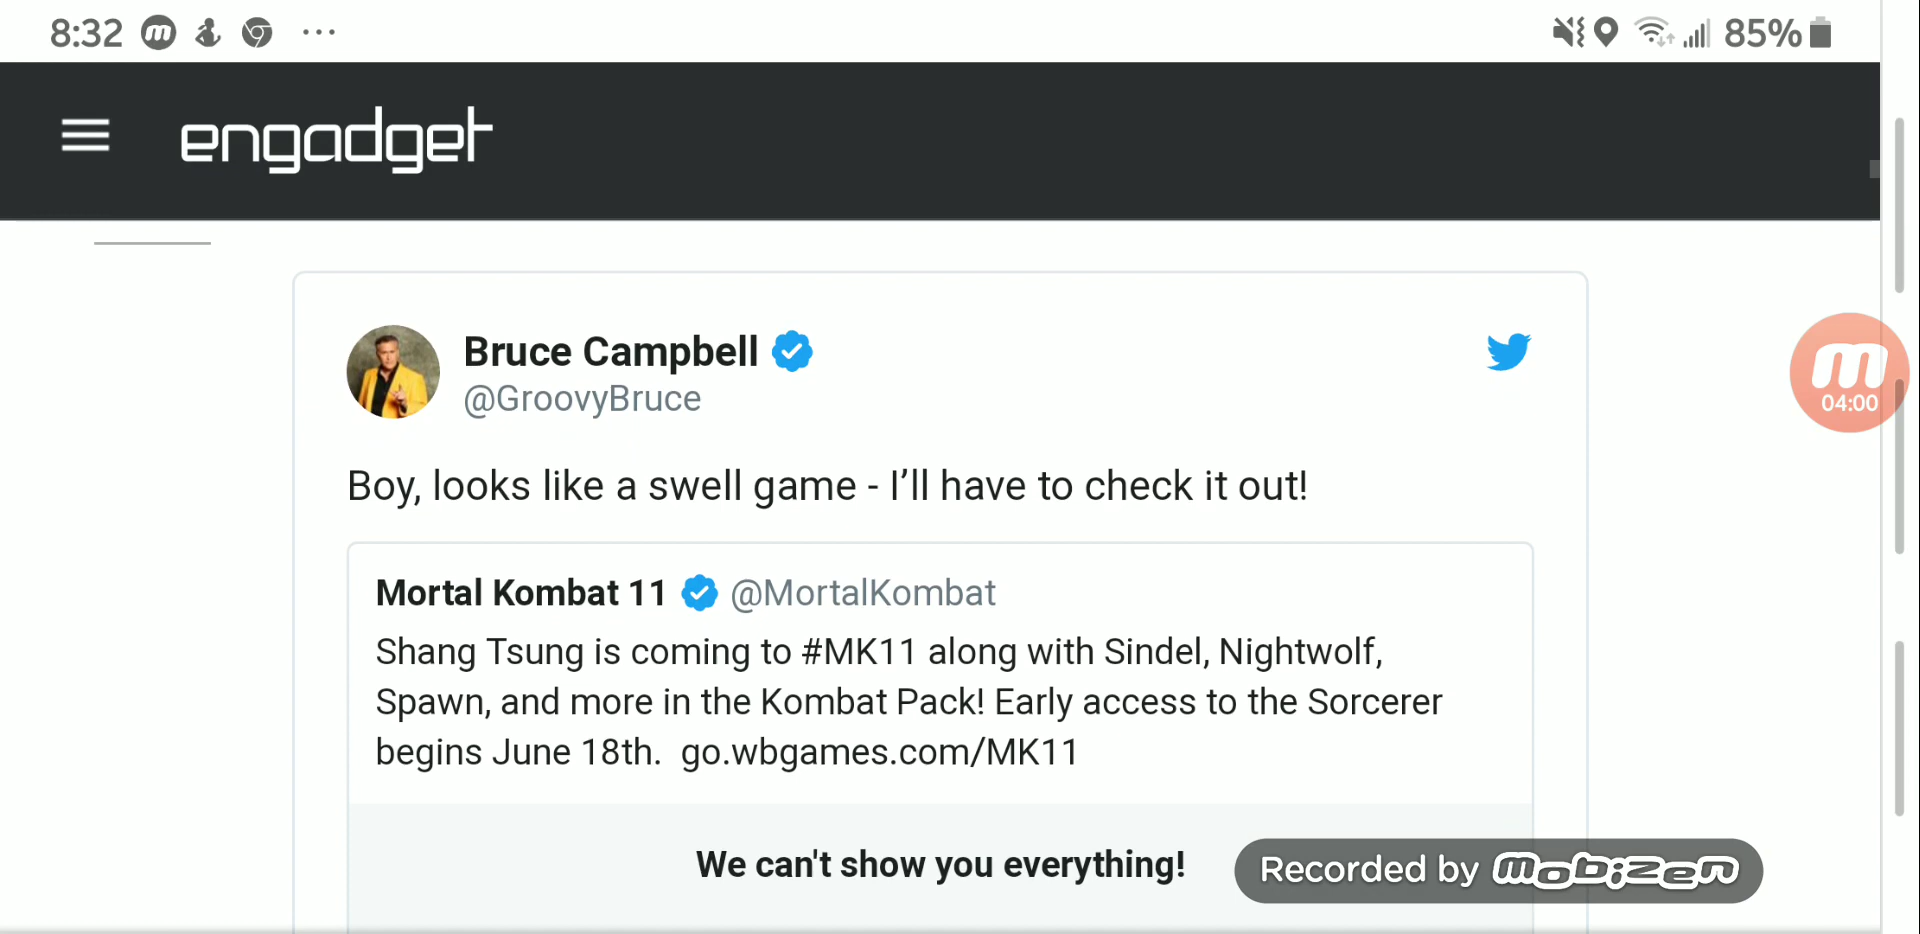 8:32
85%
engadget
Bruce Campbell
@GroovyBruce
Boy, looks like a swell game - I’ll have to check it out!
m
04:00
Mortal Kombat 11 @MortalKombat
Shang Tsung is coming to #MK11 along with Sindel, Nightwolf,
Spawn, and more in the Kombat Pack! Early access to the Sorcerer
begins June 18th.  go.wbgames.com/MK11
We can't show you everything!
Recorded by mobizen